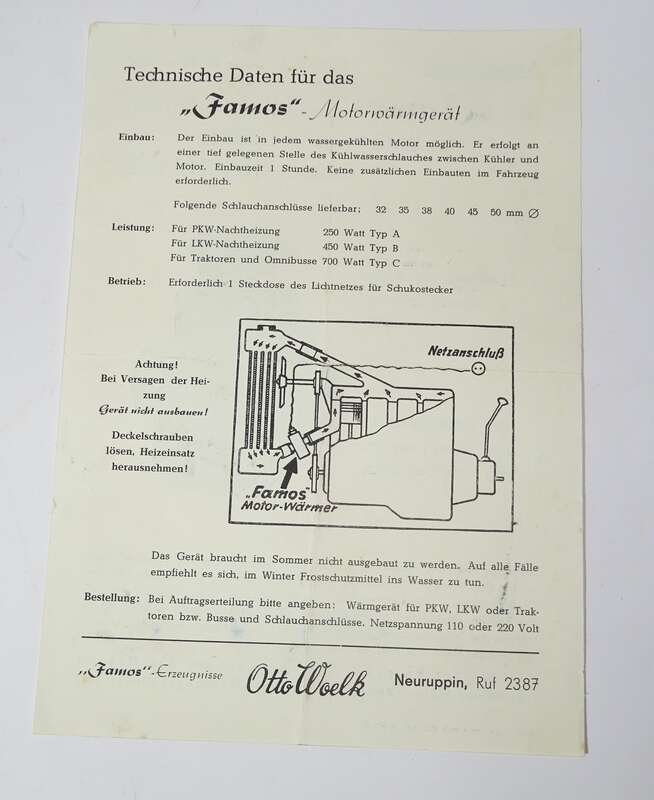 Technische Daten für das
„Famos“-Motorwärmgerät
Einbau: Der Einbau ist in jedem wassergekühlten Motor möglich. Er erfolgt an
einer tief gelegenen Stelle des Kühlwasserschlauches zwischen Kühler und
Motor. Einbauzeit 1 Stunde. Keine zusätzlichen Einbauten im Fahrzeug
erforderlich.
Folgende Schlauchanschlüsse lieferbar: 32 35 38 40 45 50 mm Ø
Leistung: Für PKW-Nachtheizung 250 Watt Typ A
Für LKW-Nachtheizung 450 Watt Typ B
Für Traktoren und Omnibusse 700 Watt Typ C
Betrieb: Erforderlich 1 Steckdose des Lichtnetzes für Schukostecker
Achtung!
Bei Versagen der Hei-
zung
Gerät nicht ausbauen!
Deckelschrauben
lösen, Heizeinsatz
herausnehmen!
Netzanschluß
„Famos“
Motor-Wärmer
Das Gerät braucht im Sommer nicht ausgebaut zu werden. Auf alle Fälle
empfiehlt es sich, im Winter Frostschutzmittel ins Wasser zu tun.
Bestellung: Bei Auftragserteilung bitte angeben: Wärmgerät für PKW, LKW oder Trak-
toren bzw. Busse und Schlauchanschlüsse. Netzspannung 110 oder 220 Volt
„Famos“-Erzeugnisse Otto Woelk Neuruppin, Ruf 2387